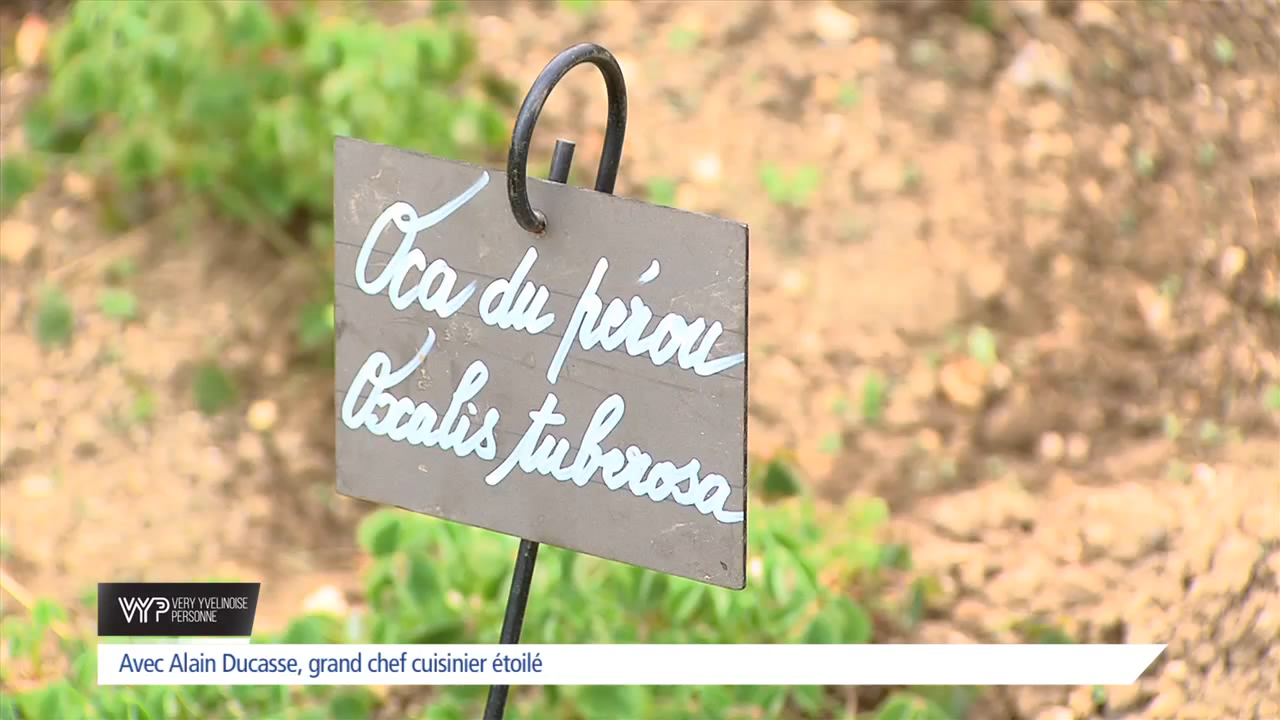 Oca du pérou
Oxalis tuberosa
VYP VERY YVELINOISE
PERSONNE
Avec Alain Ducasse, grand chef cuisinier étoilé